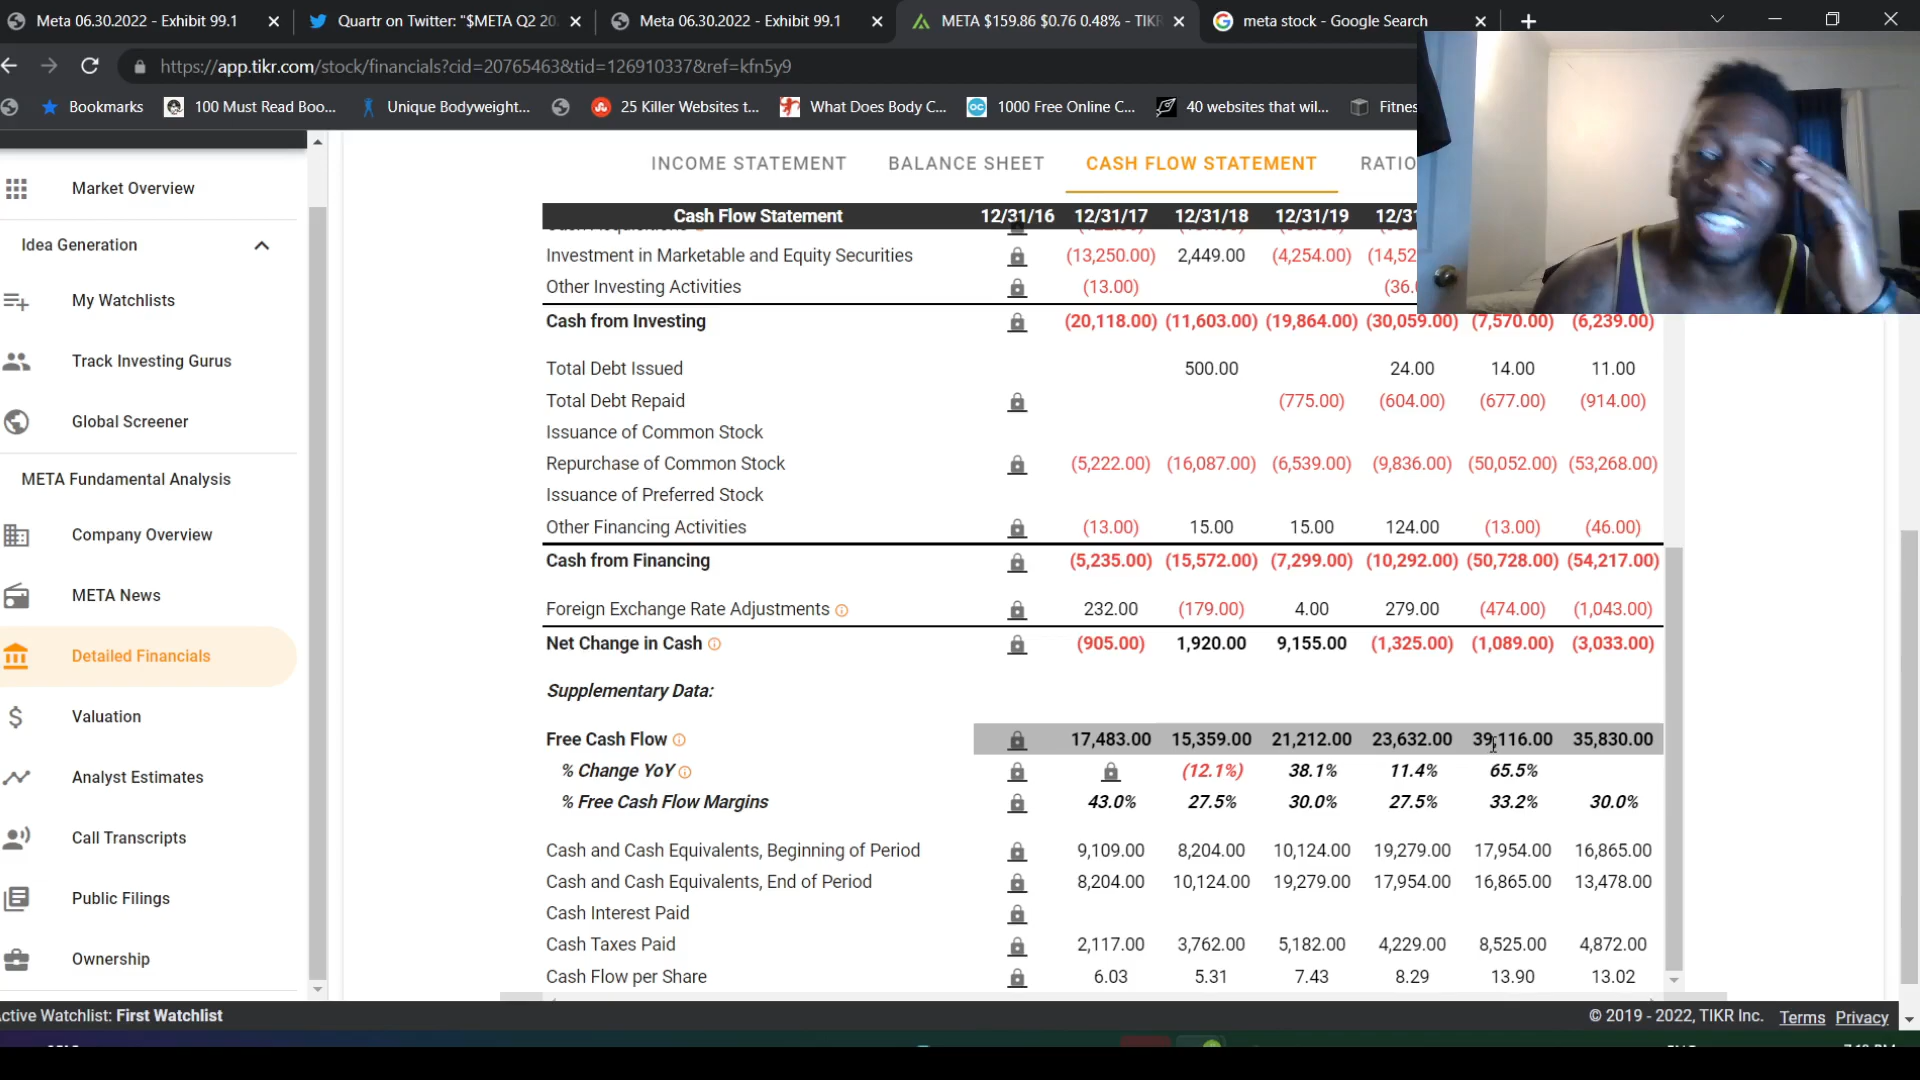 Meta 06.30.2022 - Exhibit 99.1
Quartr on Twitter: "$META Q2 20
Meta 06.30.2022 - Exhibit 99.1
META $159.86 $0.76 0.48% - TIKR
meta stock - Google Search
https://app.tikr.com/stock/financials?cid=20765463&tid=126910337&ref=kfn5y9
Bookmarks
100 Must Read Boo...
Unique Bodyweight...
25 Killer Websites t...
What Does Body C...
1000 Free Online C...
40 websites that wil...
Fitnes
Market Overview
Idea Generation
My Watchlists
Track Investing Gurus
Global Screener
META Fundamental Analysis
Company Overview
META News
Detailed Financials
Valuation
Analyst Estimates
Call Transcripts
Public Filings
Ownership
INCOME STATEMENT BALANCE SHEET CASH FLOW STATEMENT RATIO
Cash Flow Statement 12/31/16 12/31/17 12/31/18 12/31/19 12/31
Investment in Marketable and Equity Securities (13,250.00) 2,449.00 (4,254.00) (14,52
Other Investing Activities (13.00) (36.
Cash from Investing (20,118.00) (11,603.00) (19,864.00) (30,059.00) (7,570.00) (6,239.00)
Total Debt Issued 500.00 24.00 14.00 11.00
Total Debt Repaid (775.00) (604.00) (677.00) (914.00)
Issuance of Common Stock
Repurchase of Common Stock (5,222.00) (16,087.00) (6,539.00) (9,836.00) (50,052.00) (53,268.00)
Issuance of Preferred Stock
Other Financing Activities (13.00) 15.00 15.00 124.00 (13.00) (46.00)
Cash from Financing (5,235.00) (15,572.00) (7,299.00) (10,292.00) (50,728.00) (54,217.00)
Foreign Exchange Rate Adjustments 232.00 (179.00) 4.00 279.00 (474.00) (1,043.00)
Net Change in Cash (905.00) 1,920.00 9,155.00 (1,325.00) (1,089.00) (3,033.00)
Supplementary Data:
Free Cash Flow 17,483.00 15,359.00 21,212.00 23,632.00 39,116.00 35,830.00
% Change YoY (12.1%) 38.1% 11.4% 65.5%
% Free Cash Flow Margins 43.0% 27.5% 30.0% 27.5% 33.2% 30.0%
Cash and Cash Equivalents, Beginning of Period 9,109.00 8,204.00 10,124.00 19,279.00 17,954.00 16,865.00
Cash and Cash Equivalents, End of Period 8,204.00 10,124.00 19,279.00 17,954.00 16,865.00 13,478.00
Cash Interest Paid
Cash Taxes Paid 2,117.00 3,762.00 5,182.00 4,229.00 8,525.00 4,872.00
Cash Flow per Share 6.03 5.31 7.43 8.29 13.90 13.02
ctive Watchlist: First Watchlist
© 2019 - 2022, TIKR Inc. Terms Privacy